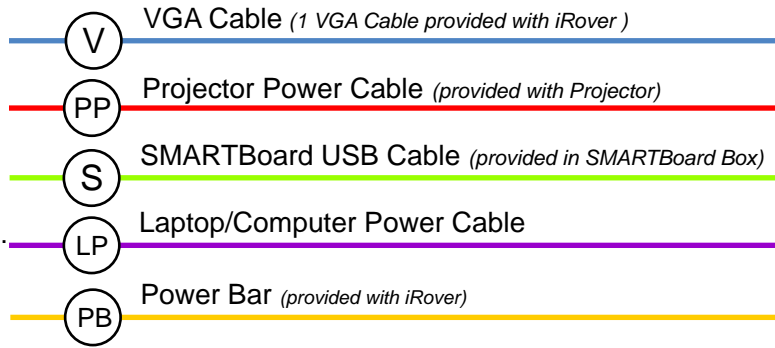 V VGA Cable (1 VGA Cable provided with iRover )
PP Projector Power Cable (provided with Projector)
S SMARTBoard USB Cable (provided in SMARTBoard Box)
. LP Laptop/Computer Power Cable
PB Power Bar (provided with iRover)